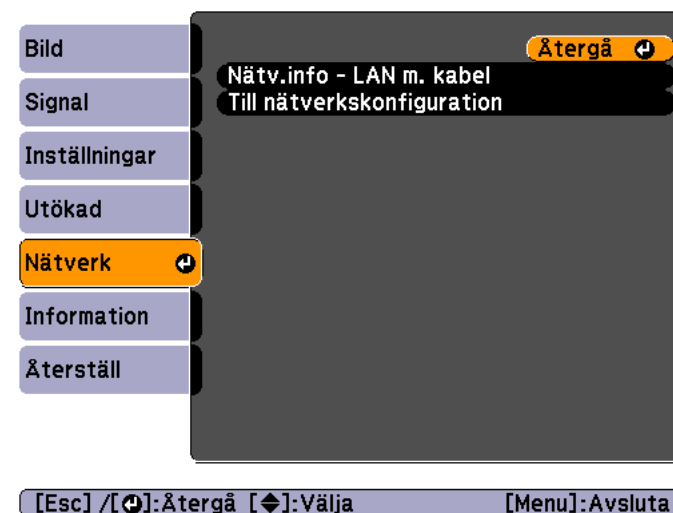 Bild
Signal
Inställningar
Utökad
Nätverk
Information
Återställ
Återgå
Nätv.info - LAN m. kabel
Till nätverkskonfiguration
[Esc] /[⏎]:Återgå [◆]:Välja [Menu]:Avsluta